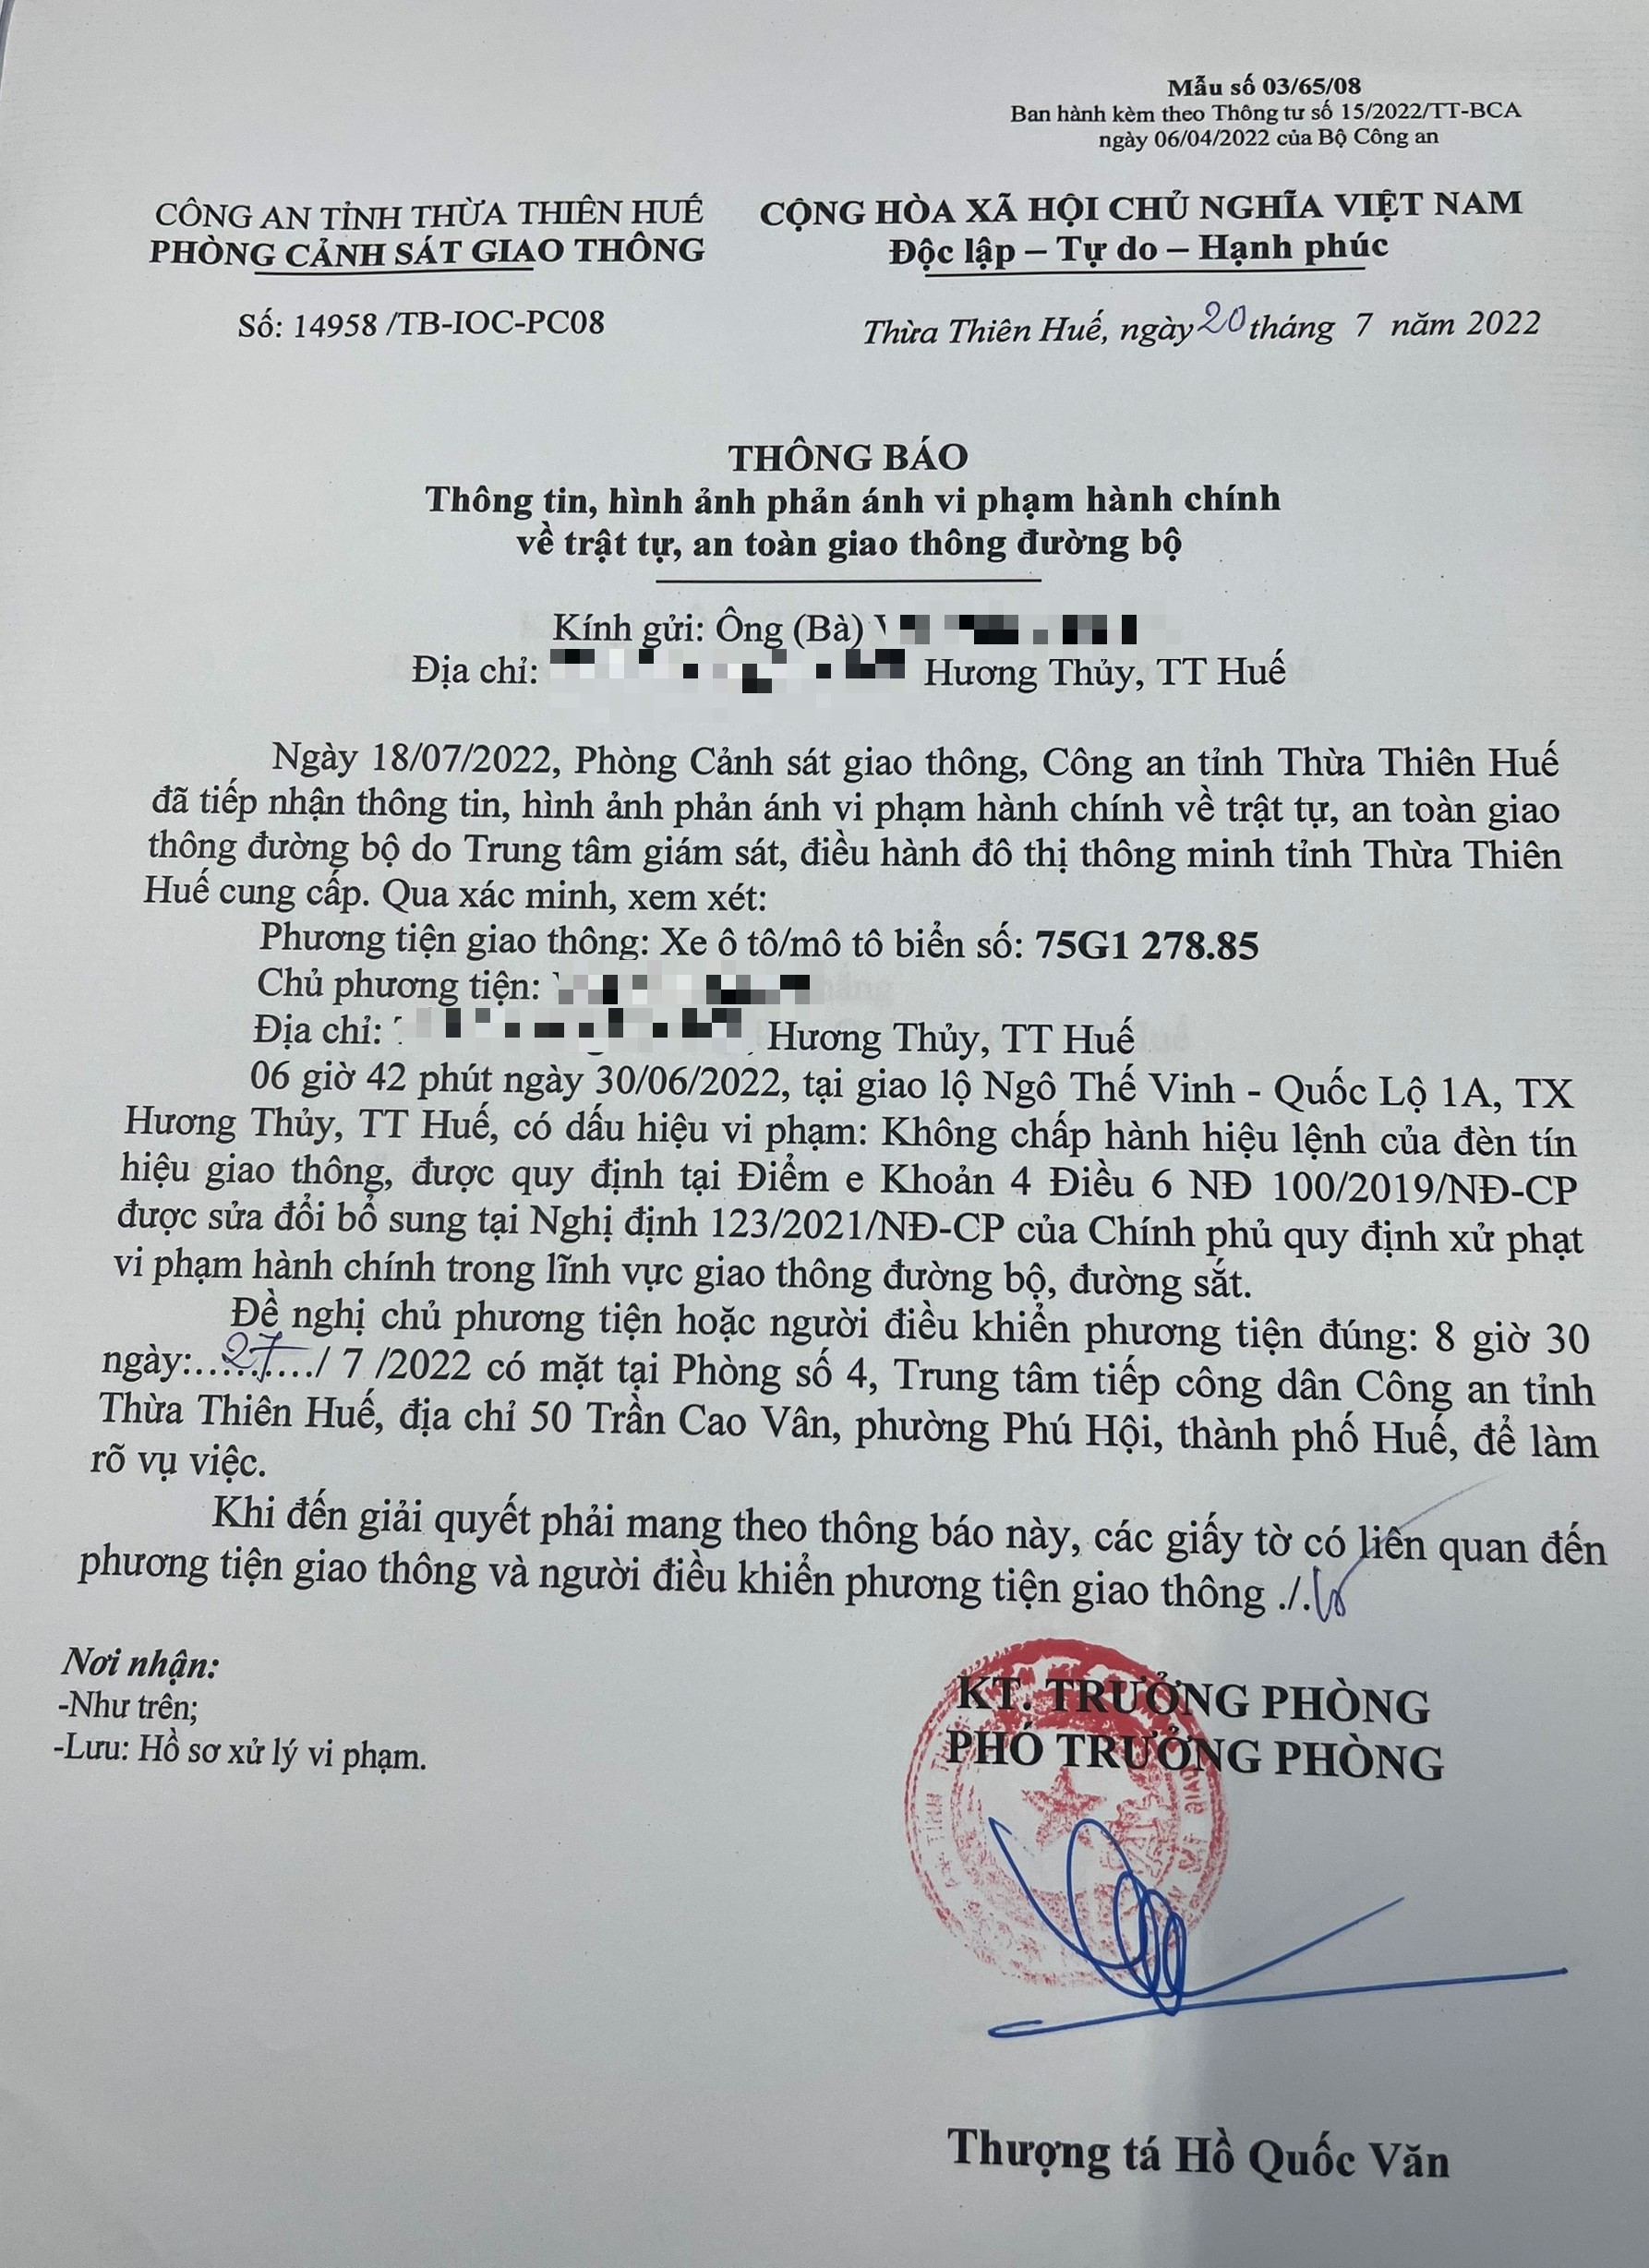 Mẫu số 03/65/08
Ban hành kèm theo Thông tư số 15/2022/TT-BCA
ngày 06/04/2022 của Bộ Công an
CÔNG AN TỈNH THỪA THIÊN HUẾ
PHÒNG CẢNH SÁT GIAO THÔNG
CỘNG HÒA XÃ HỘI CHỦ NGHĨA VIỆT NAM
Độc lập – Tự do – Hạnh phúc
Số: 14958 /TB-IOC-PC08
Thừa Thiên Huế, ngày 20 tháng 7 năm 2022
THÔNG BÁO
Thông tin, hình ảnh phản ánh vi phạm hành chính
về trật tự, an toàn giao thông đường bộ
Kính gửi: Ông (Bà)
Địa chỉ: Hương Thủy, TT Huế
Ngày 18/07/2022, Phòng Cảnh sát giao thông, Công an tỉnh Thừa Thiên Huế
đã tiếp nhận thông tin, hình ảnh phản ánh vi phạm hành chính về trật tự, an toàn giao
thông đường bộ do Trung tâm giám sát, điều hành đô thị thông minh tỉnh Thừa Thiên
Huế cung cấp. Qua xác minh, xem xét:
Phương tiện giao thông: Xe ô tô/mô tô biển số: 75G1 278.85
Chủ phương tiện:
Địa chỉ: Hương Thủy, TT Huế
06 giờ 42 phút ngày 30/06/2022, tại giao lộ Ngô Thế Vinh - Quốc Lộ 1A, TX
Hương Thủy, TT Huế, có dấu hiệu vi phạm: Không chấp hành hiệu lệnh của đèn tín
hiệu giao thông, được quy định tại Điểm e Khoản 4 Điều 6 NĐ 100/2019/NĐ-CP
được sửa đổi bổ sung tại Nghị định 123/2021/NĐ-CP của Chính phủ quy định xử phạt
vi phạm hành chính trong lĩnh vực giao thông đường bộ, đường sắt.
Đề nghị chủ phương tiện hoặc người điều khiển phương tiện đúng: 8 giờ 30
ngày:...27.../ 7 /2022 có mặt tại Phòng số 4, Trung tâm tiếp công dân Công an tỉnh
Thừa Thiên Huế, địa chỉ 50 Trần Cao Vân, phường Phú Hội, thành phố Huế, để làm
rõ vụ việc.
Khi đến giải quyết phải mang theo thông báo này, các giấy tờ có liên quan đến
phương tiện giao thông và người điều khiển phương tiện giao thông ./.
Nơi nhận:
-Như trên;
-Lưu: Hồ sơ xử lý vi phạm.
KT. TRƯỞNG PHÒNG
PHÓ TRƯỞNG PHÒNG
Thượng tá Hồ Quốc Văn